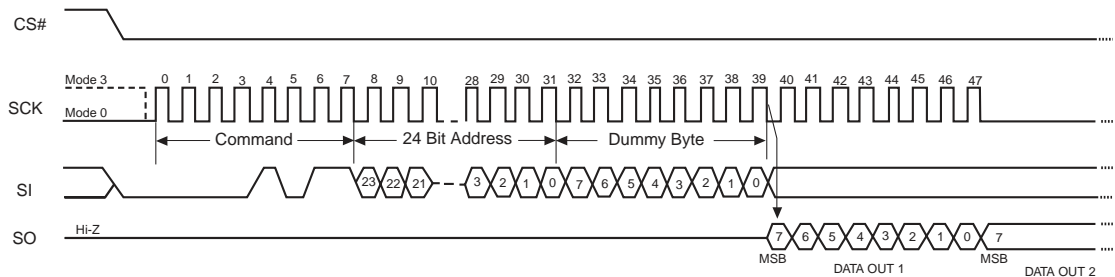 CS#
Mode 3
0 1 2 3 4 5 6 7 8 9 10 28 29 30 31 32 33 34 35 36 37 38 39 40 41 42 43 44 45 46 47
SCK
Mode 0
Command 24 Bit Address Dummy Byte
SI
23 22 21 3 2 1 0 7 6 5 4 3 2 1 0
SO
Hi-Z
7 6 5 4 3 2 1 0 7
MSB DATA OUT 1 MSB DATA OUT 2